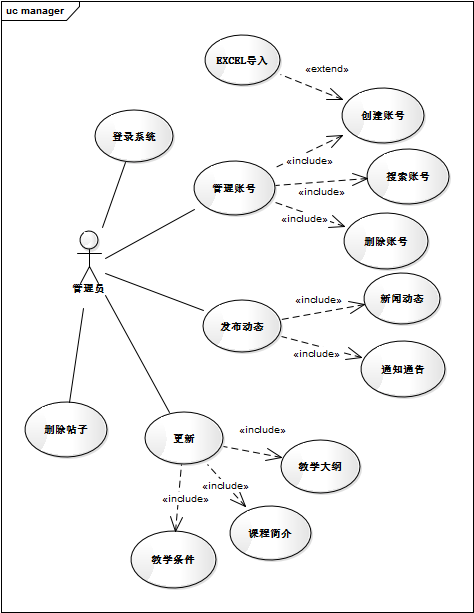 uc manager
EXCEL导入
«extend»
创建账号
登录系统
«include»
搜索账号
管理账号
«include»
«include»
删除账号
管理员
新闻动态
«include»
发布动态
«include»
通知通告
删除帖子
更新
«include»
教学大纲
«include»
«include»
课程简介
教学条件